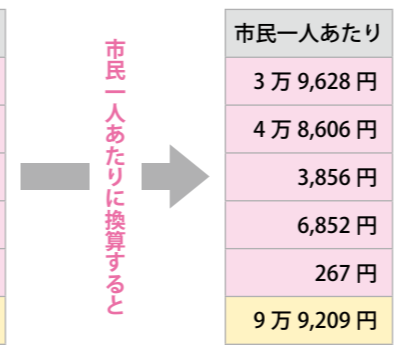 市民一人あたりに換算すると
市民一人あたり
3万9,628円
4万8,606円
3,856円
6,852円
267円
9万9,209円